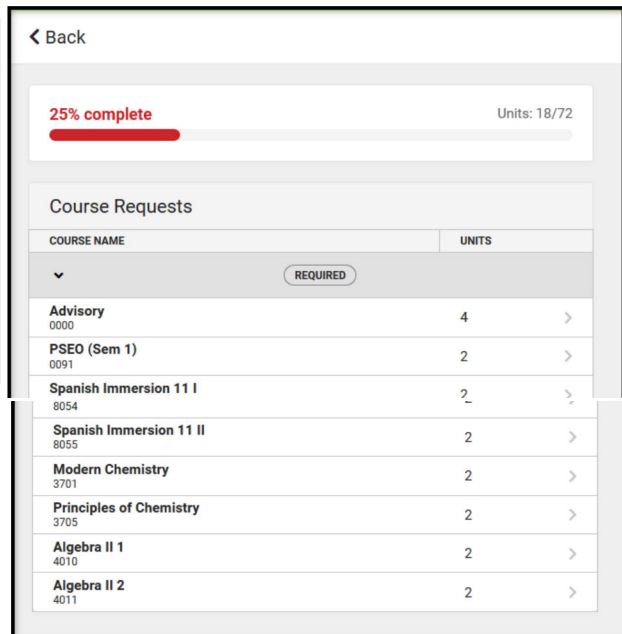 Back
25% complete Units: 18/72
Course Requests
COURSE NAME UNITS
REQUIRED
Advisory 4
0000
PSEO (Sem 1) 2
0091
Spanish Immersion 11 I 2
8054
Spanish Immersion 11 II 2
8055
Modern Chemistry 2
3701
Principles of Chemistry 2
3705
Algebra II 1 2
4010
Algebra II 2 2
4011